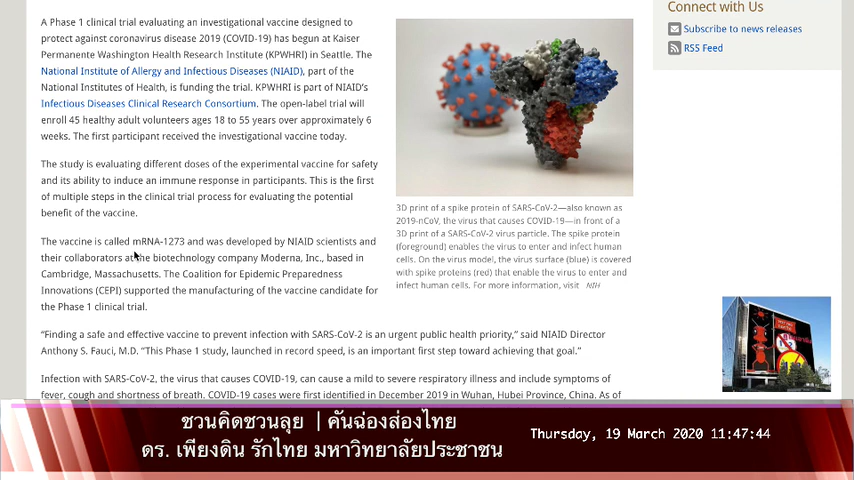 A Phase 1 clinical trial evaluating an investigational vaccine designed to
protect against coronavirus disease 2019 (COVID-19) has begun at Kaiser
Permanente Washington Health Research Institute (KPWHRI) in Seattle. The
National Institute of Allergy and Infectious Diseases (NIAID), part of the
National Institutes of Health, is funding the trial. KPWHRI is part of NIAID's
Infectious Diseases Clinical Research Consortium. The open-label trial will
enroll 45 healthy adult volunteers ages 18 to 55 years over approximately 6
weeks. The first participant received the investigational vaccine today.
The study is evaluating different doses of the experimental vaccine for safety
and its ability to induce an immune response in participants. This is the first
of multiple steps in the clinical trial process for evaluating the potential
benefit of the vaccine.
The vaccine is called mRNA-1273 and was developed by NIAID scientists and
their collaborators at the biotechnology company Moderna, Inc., based in
Cambridge, Massachusetts. The Coalition for Epidemic Preparedness
Innovations (CEPI) supported the manufacturing of the vaccine candidate for
the Phase 1 clinical trial.
3D print of a spike protein of SARS-CoV-2—also known as
2019-nCoV, the virus that causes COVID-19—in front of a
3D print of a SARS-CoV-2 virus particle. The spike protein
(foreground) enables the virus to enter and infect human
cells. On the virus model, the virus surface (blue) is covered
with spike proteins (red) that enable the virus to enter and
infect human cells. For more information, visit NIH
Connect with Us
Subscribe to news releases
RSS Feed
“Finding a safe and effective vaccine to prevent infection with SARS-CoV-2 is an urgent public health priority,” said NIAID Director
Anthony S. Fauci, M.D. “This Phase 1 study, launched in record speed, is an important first step toward achieving that goal.”
Infection with SARS-CoV-2, the virus that causes COVID-19, can cause a mild to severe respiratory illness and include symptoms of
fever, cough and shortness of breath. COVID-19 cases were first identified in December 2019 in Wuhan, Hubei Province, China. As of
ชวนคิดชวนลุย | คันฉ่องส่องไทย
ดร. เพียงดิน รักไทย มหาวิทยาลัยประชาชน
Thursday, 19 March 2020 11:47:44